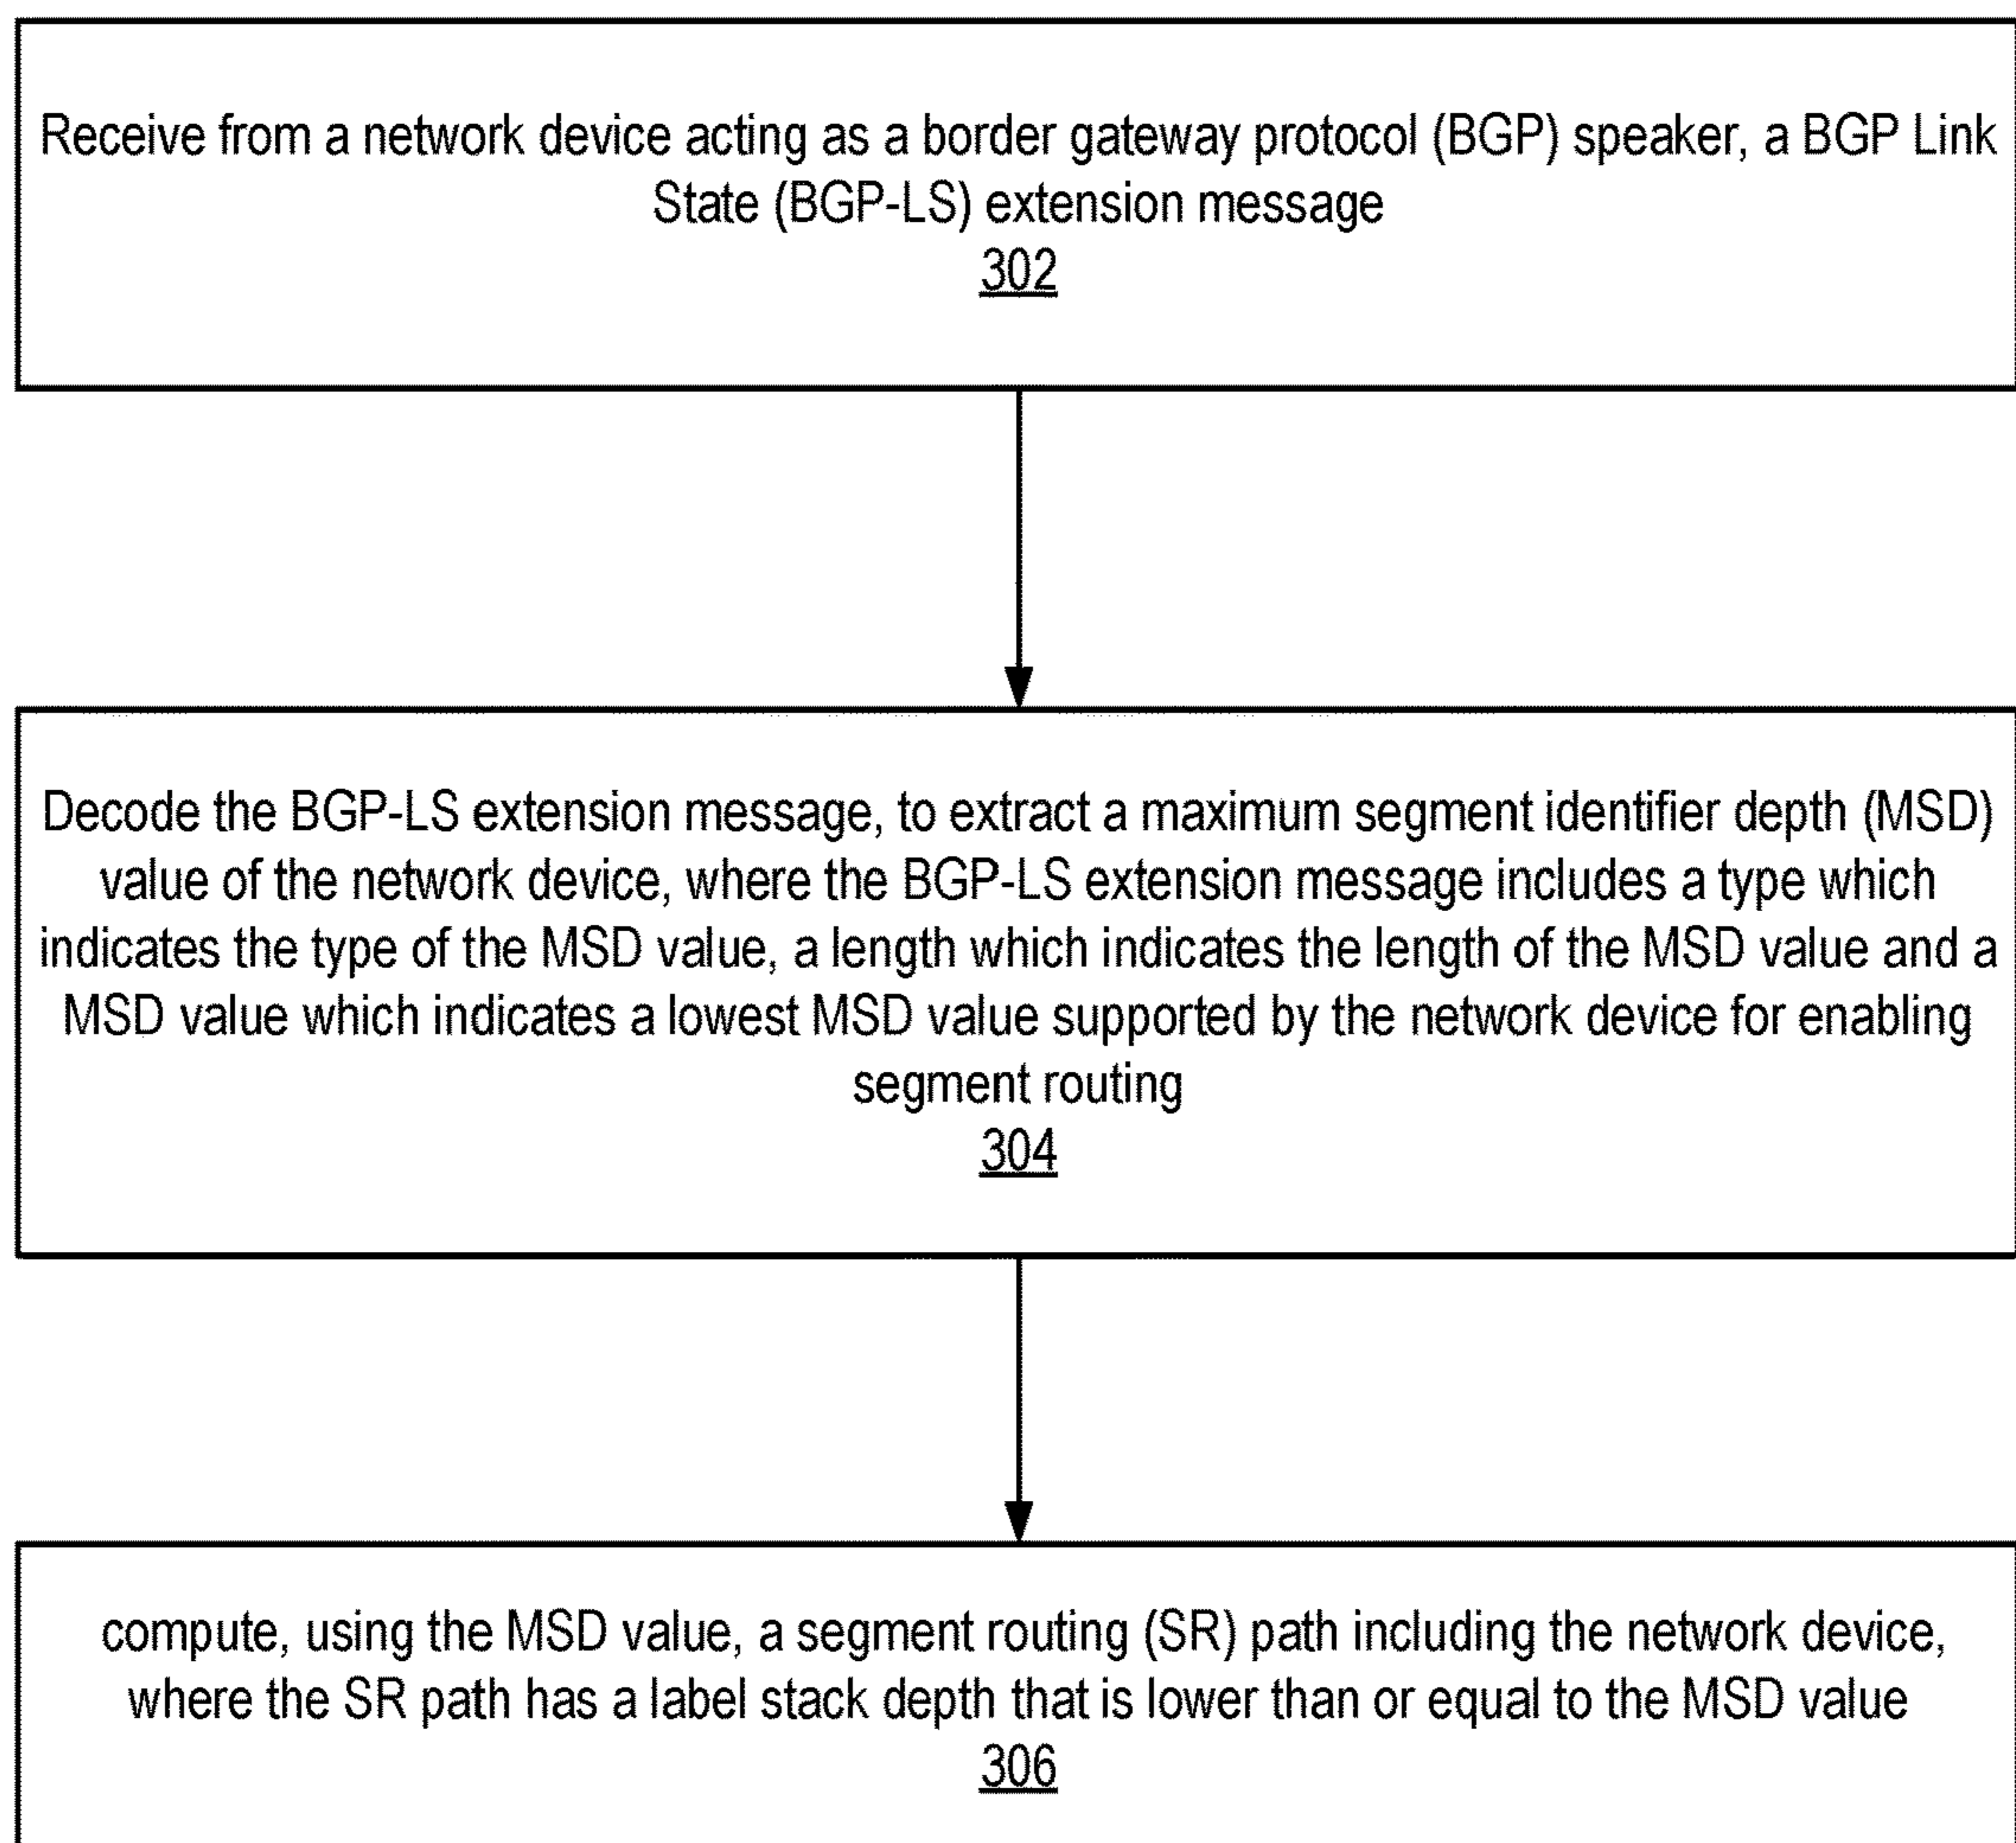 Receive from a network device acting as a border gateway protocol (BGP) speaker, a BGP Link
State (BGP-LS) extension message
302
Decode the BGP-LS extension message, to extract a maximum segment identifier depth (MSD)
value of the network device, where the BGP-LS extension message includes a type which
indicates the type of the MSD value, a length which indicates the length of the MSD value and a
MSD value which indicates a lowest MSD value supported by the network device for enabling
segment routing
304
compute, using the MSD value, a segment routing (SR) path including the network device,
where the SR path has a label stack depth that is lower than or equal to the MSD value
306